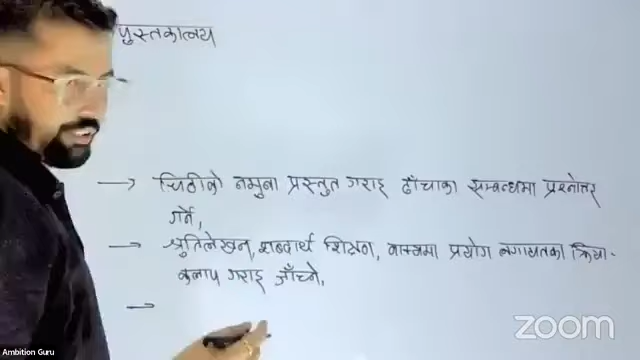 पुस्तकालय
→ चिठीको नमुना प्रस्तुत गराइ ढाँचाका सम्बन्धमा प्रश्नोत्तर
गर्ने,
→ श्रुतिलेखन, शब्दार्थ शिक्षण, वाक्यमा प्रयोग लगायतका क्रिया-
कलाप गराइ जाँच्ने,
zoom
Ambition Guru